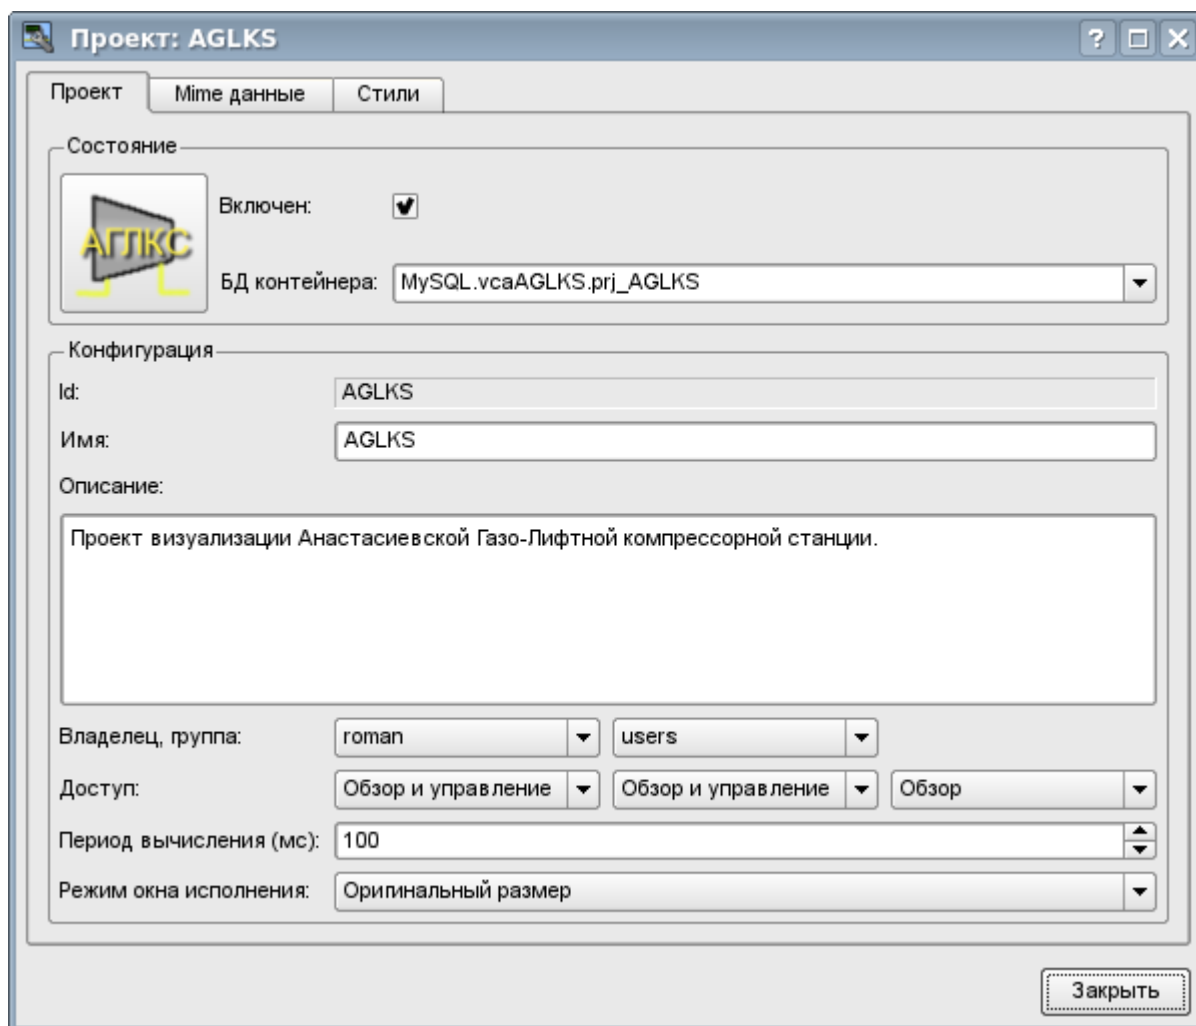 Проект: AGLKS
Проект Mime данные Стили
Состояние
АГЛКС
Включен:
БД контейнера: MySQL.vcaAGLKS.prj_AGLKS
Конфигурация
Id: AGLKS
Имя: AGLKS
Описание:
Проект визуализации Анастасиевской Газо-Лифтной компрессорной станции.
Владелец, группа: roman users
Доступ: Обзор и управление Обзор и управление Обзор
Период вычисления (мс): 100
Режим окна исполнения: Оригинальный размер
Закрыть